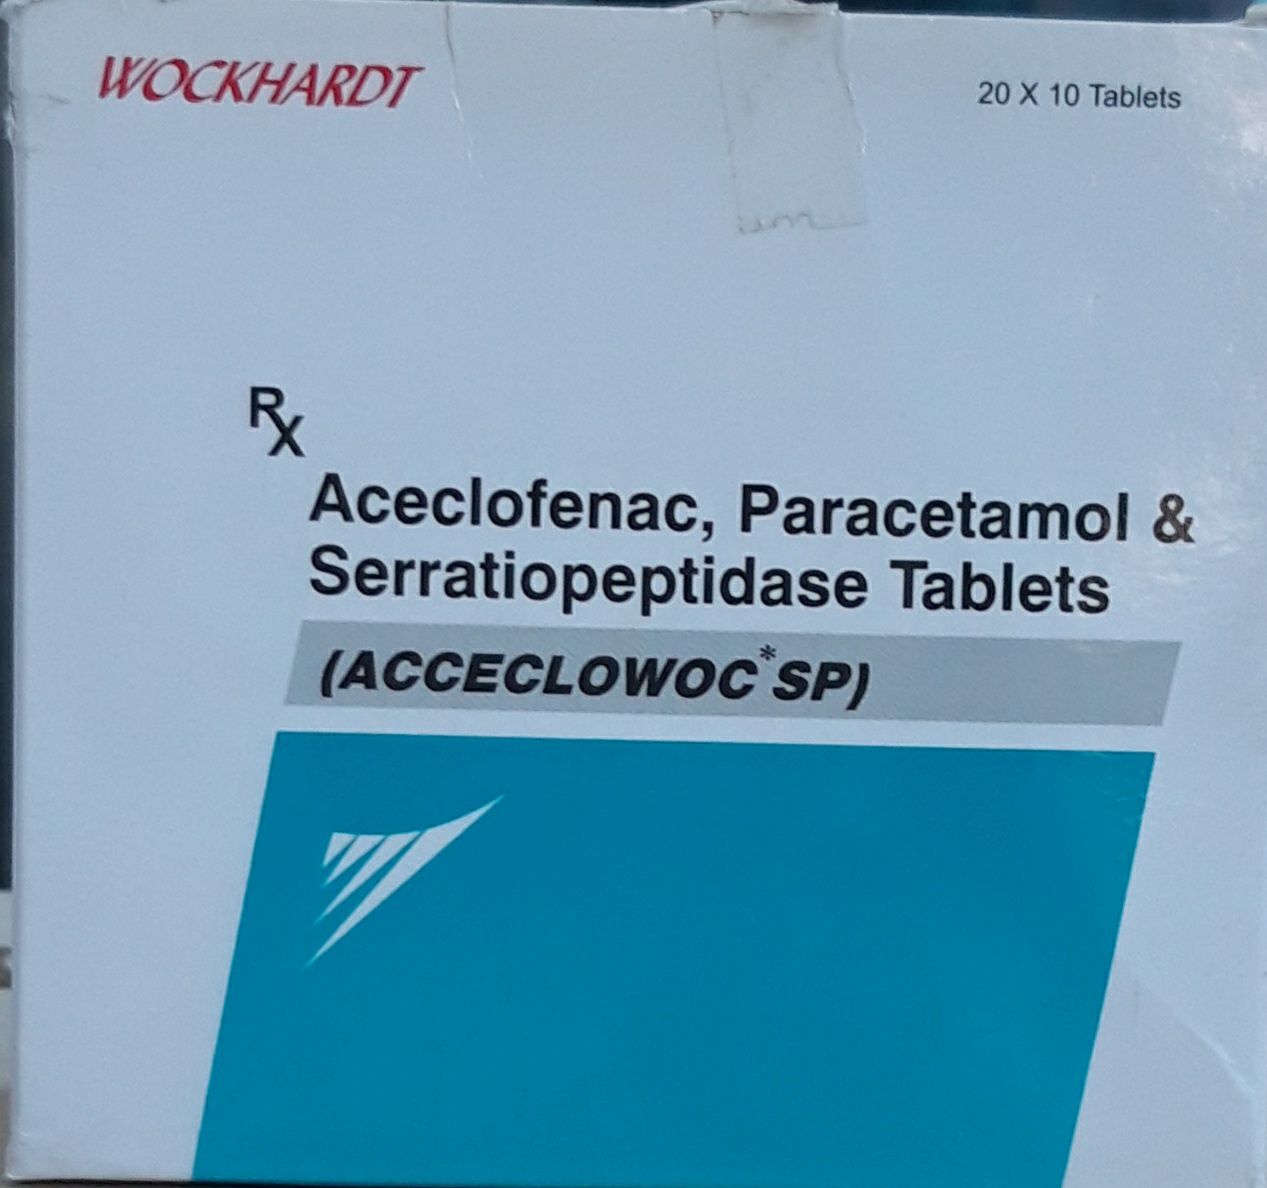 WOCKHARDT
20 X 10 Tablets
Rx
Aceclofenac, Paracetamol &
Serratiopeptidase Tablets
(ACCECLOWOC*SP)